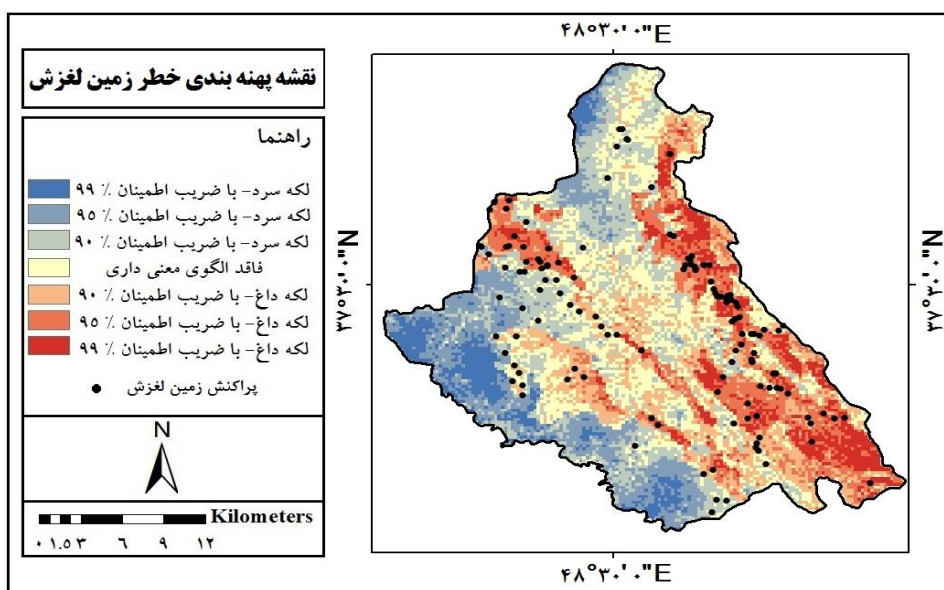 نقشه پهنه بندی خطر زمین لغزش
راهنما
لکه سرد- با ضریب اطمینان ٪ ۹۹
لکه سرد- با ضریب اطمینان ٪ ۹۵
لکه سرد- با ضریب اطمینان ٪ ۹۰
فاقد الگوی معنی داری
لکه داغ- با ضریب اطمینان ٪ ۹۰
لکه داغ- با ضریب اطمینان ٪ ۹۵
لکه داغ- با ضریب اطمینان ٪ ۹۹
پراکنش زمین لغزش
N
Kilometers
۰ ۱.۵ ۳ ۶ ۹ ۱۲
۴۸°۳۰'۰"E
۳۷°۳۰'۰"N
۳۷°۳۰'۰"N
۴۸°۳۰'۰"E